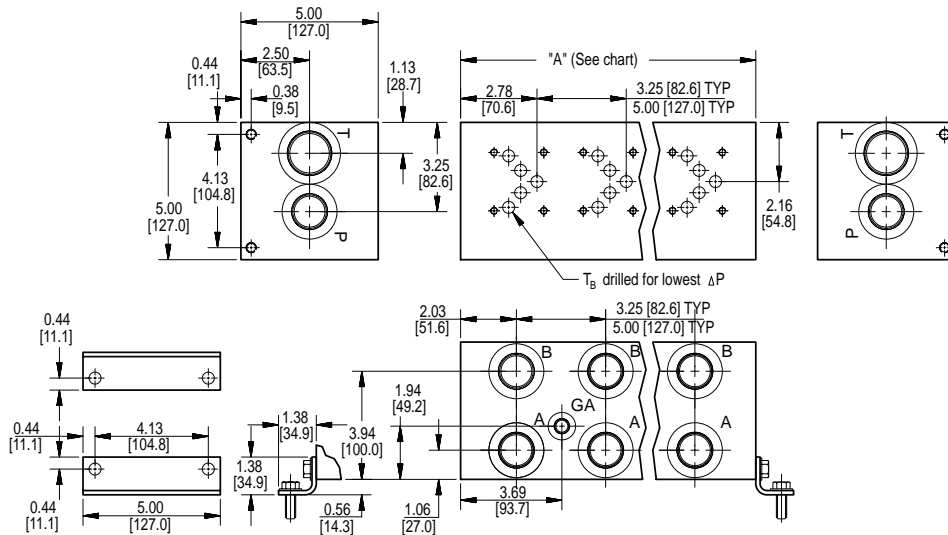 5.00
[127.0]
2.50
[63.5]
0.44
[11.1]
0.38
[9.5]
1.13
[28.7]
T
P
4.13
[104.8]
5.00
[127.0]
3.25
[82.6]
"A" (See chart)
2.78
[70.6]
3.25 [82.6] TYP
5.00 [127.0] TYP
2.16
[54.8]
T
P
TB drilled for lowest ΔP
0.44
[11.1]
0.44
[11.1]
4.13
[104.8]
0.44
[11.1]
5.00
[127.0]
1.38
[34.9]
1.38
[34.9]
0.56
[14.3]
2.03
[51.6]
3.25 [82.6] TYP
5.00 [127.0] TYP
B
B
B
1.94
[49.2]
3.94
[100.0]
GA
A
A
A
3.69
[93.7]
1.06
[27.0]